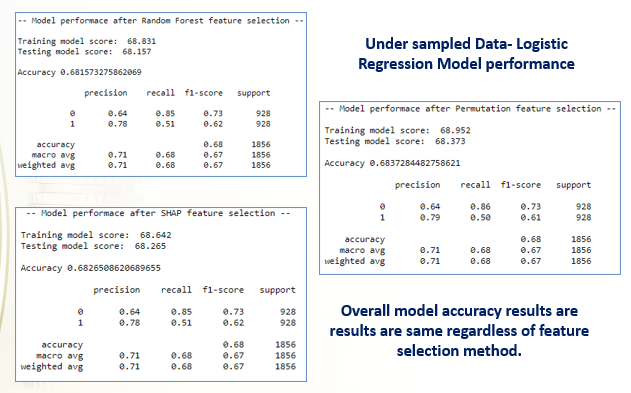 -- Model performace after Random Forest feature selection --
Training model score:  68.831
Testing model score:  68.157
Accuracy 0.681573275862069
precision    recall  f1-score   support
0       0.64      0.85      0.73       928
1       0.78      0.51      0.62       928
accuracy                           0.68      1856
macro avg       0.71      0.68      0.67      1856
weighted avg       0.71      0.68      0.67      1856
Under sampled Data- Logistic
Regression Model performance
-- Model performace after Permutation feature selection --
Training model score:  68.952
Testing model score:  68.373
Accuracy 0.6837284482758621
precision    recall  f1-score   support
0       0.64      0.86      0.73       928
1       0.79      0.50      0.61       928
accuracy                           0.68      1856
macro avg       0.71      0.68      0.67      1856
weighted avg       0.71      0.68      0.67      1856
-- Model performace after SHAP feature selection --
Training model score:  68.642
Testing model score:  68.265
Accuracy 0.6826508620689655
precision    recall  f1-score   support
0       0.64      0.85      0.73       928
1       0.78      0.51      0.62       928
accuracy                           0.68      1856
macro avg       0.71      0.68      0.67      1856
weighted avg       0.71      0.68      0.67      1856
Overall model accuracy results are
results are same regardless of feature
selection method.